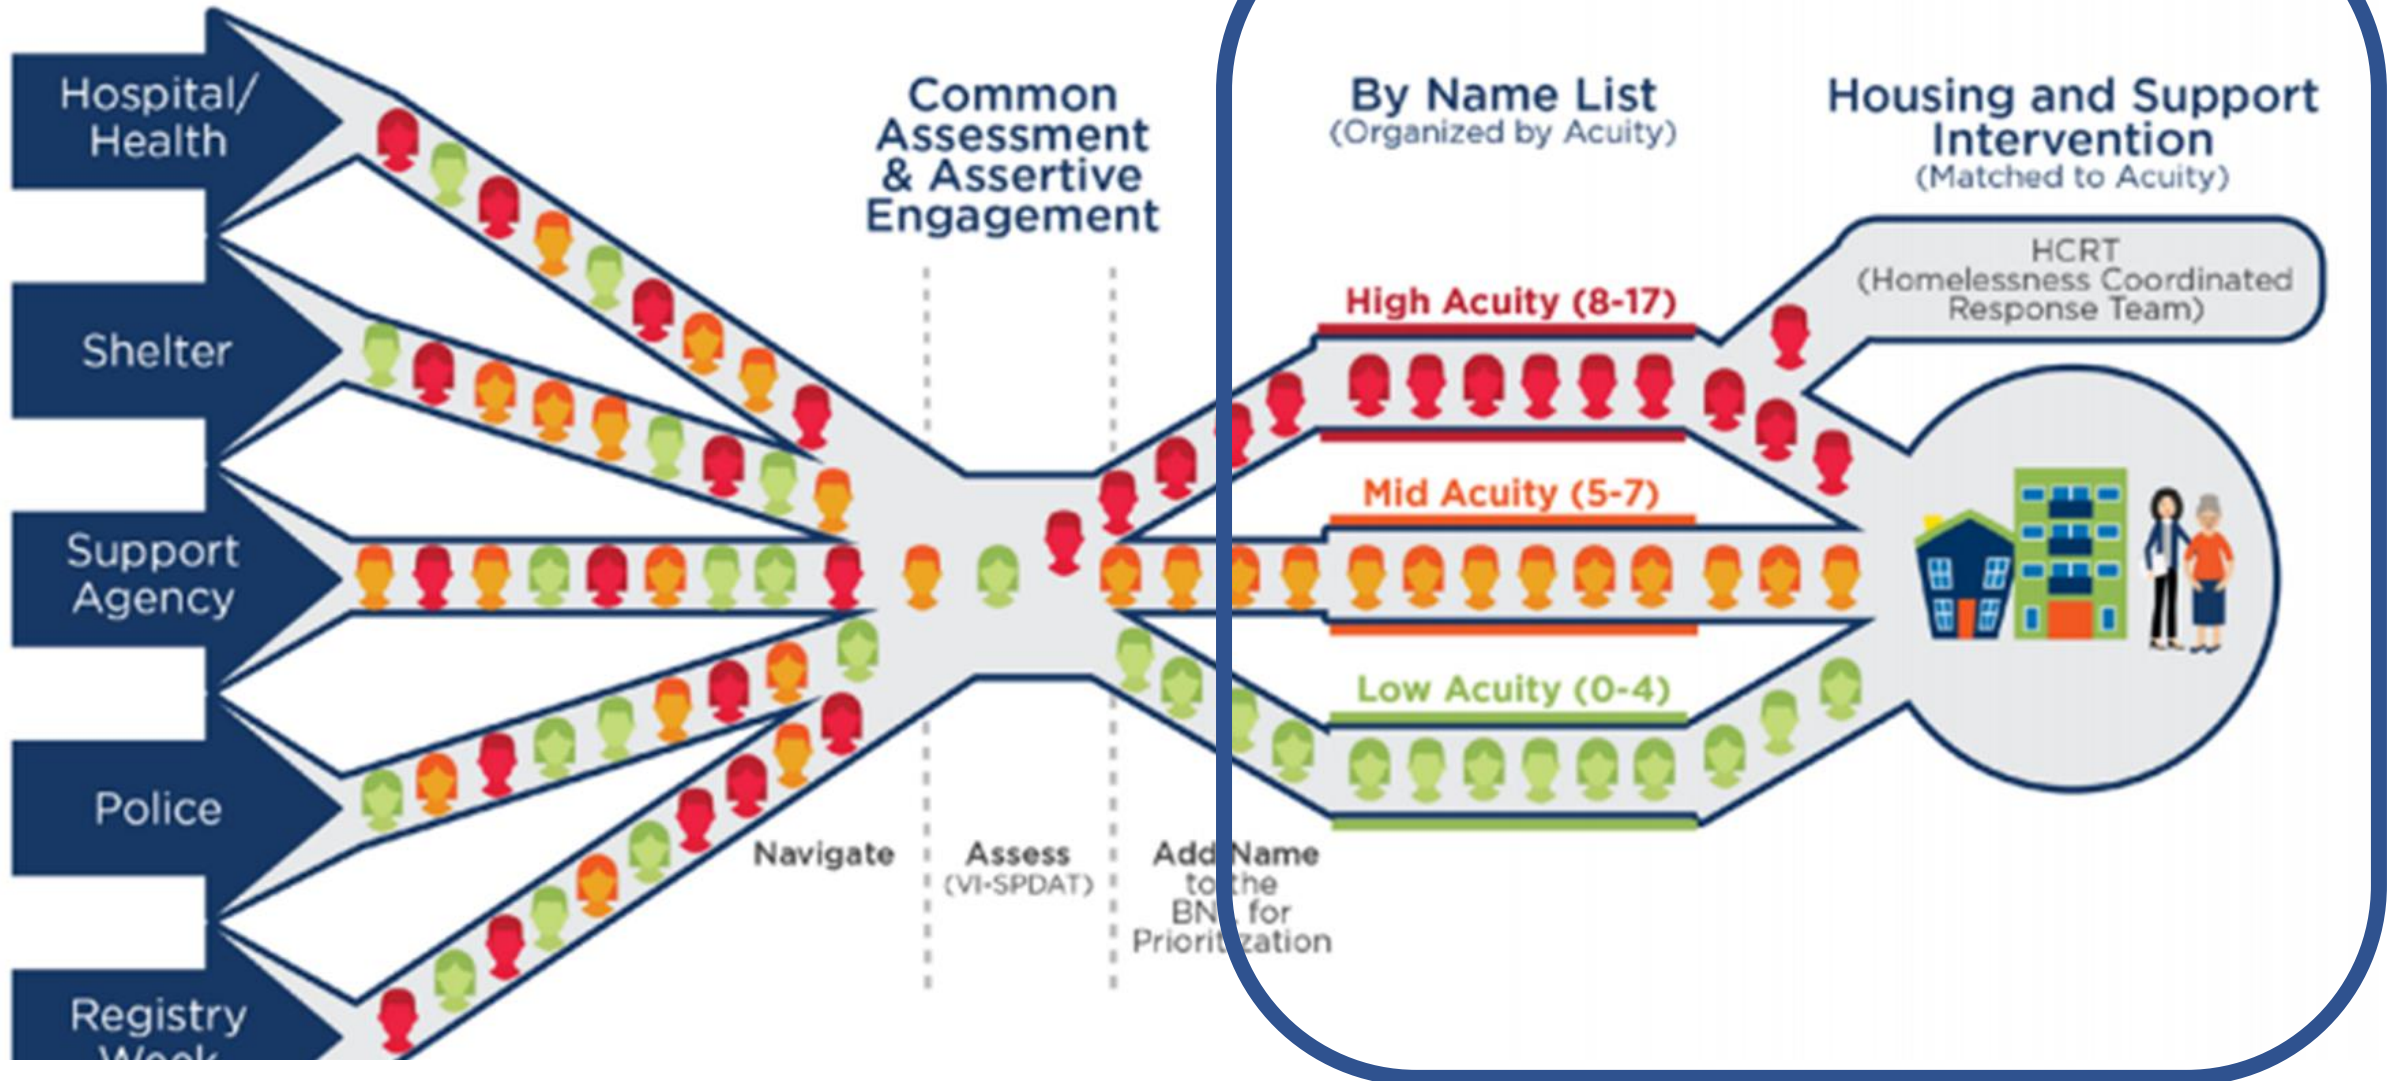 Hospital/
Health
Shelter
Support
Agency
Police
Registry
Week
Common
Assessment
& Assertive
Engagement
Navigate
Assess
(VI-SPDAT)
Add Name
to the
BNL for
Prioritization
By Name List
(Organized by Acuity)
High Acuity (8-17)
Mid Acuity (5-7)
Low Acuity (0-4)
Housing and Support
Intervention
(Matched to Acuity)
HCRT
(Homelessness Coordinated
Response Team)